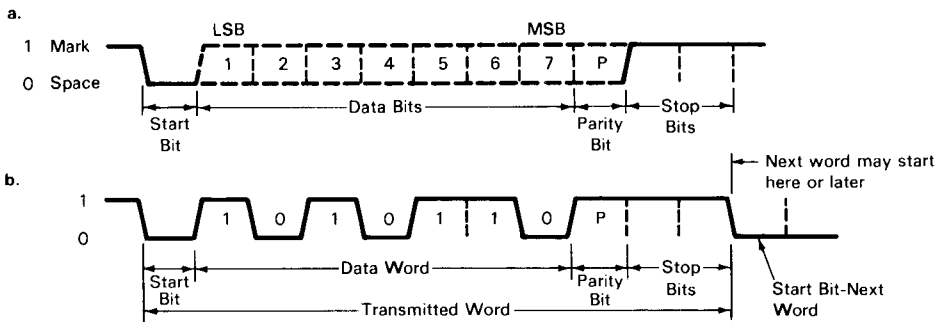 a.
LSB MSB
1 Mark
1 2 3 4 5 6 7 P
0 Space
Data Bits
Start Bit
Parity Bit
Stop Bits
b.
Next word may start
here or later
1
1 0 1 0 1 1 0 P
0
Data Word
Start Bit
Parity Bit
Stop Bits
Transmitted Word
Start Bit-Next
Word